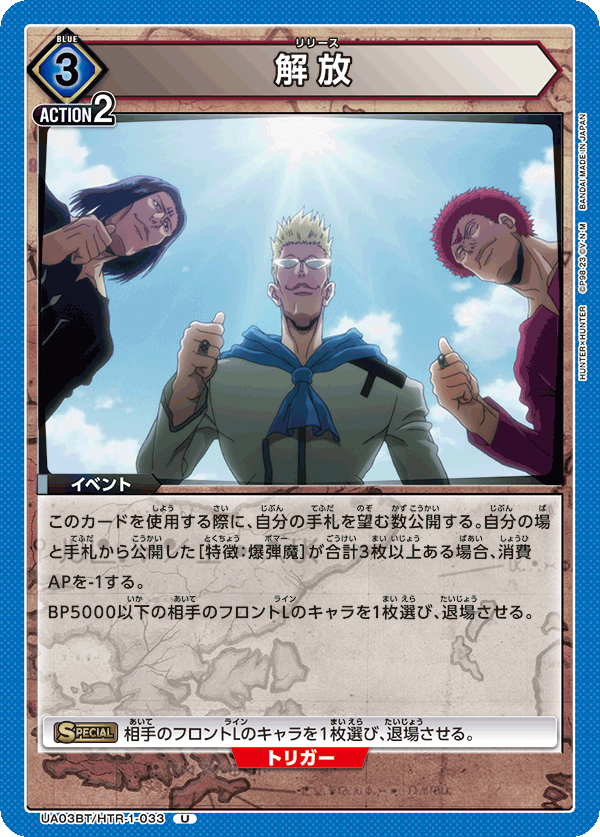 BLUE
3
リリース
解放
ACTION2
HUNTER×HUNTER ©P98-23 ©V・N・M BANDAI MADE IN JAPAN
イベント
このカードを使用する際に、自分の手札を望む数公開する。自分の場
と手札から公開した[特徴:爆弾魔]が合計3枚以上ある場合、消費
APを-1する。
BP5000以下の相手のフロントLのキャラを1枚選び、退場させる。
SPECIAL 相手のフロントLのキャラを1枚選び、退場させる。
トリガー
UA03BT/HTR-1-033 U